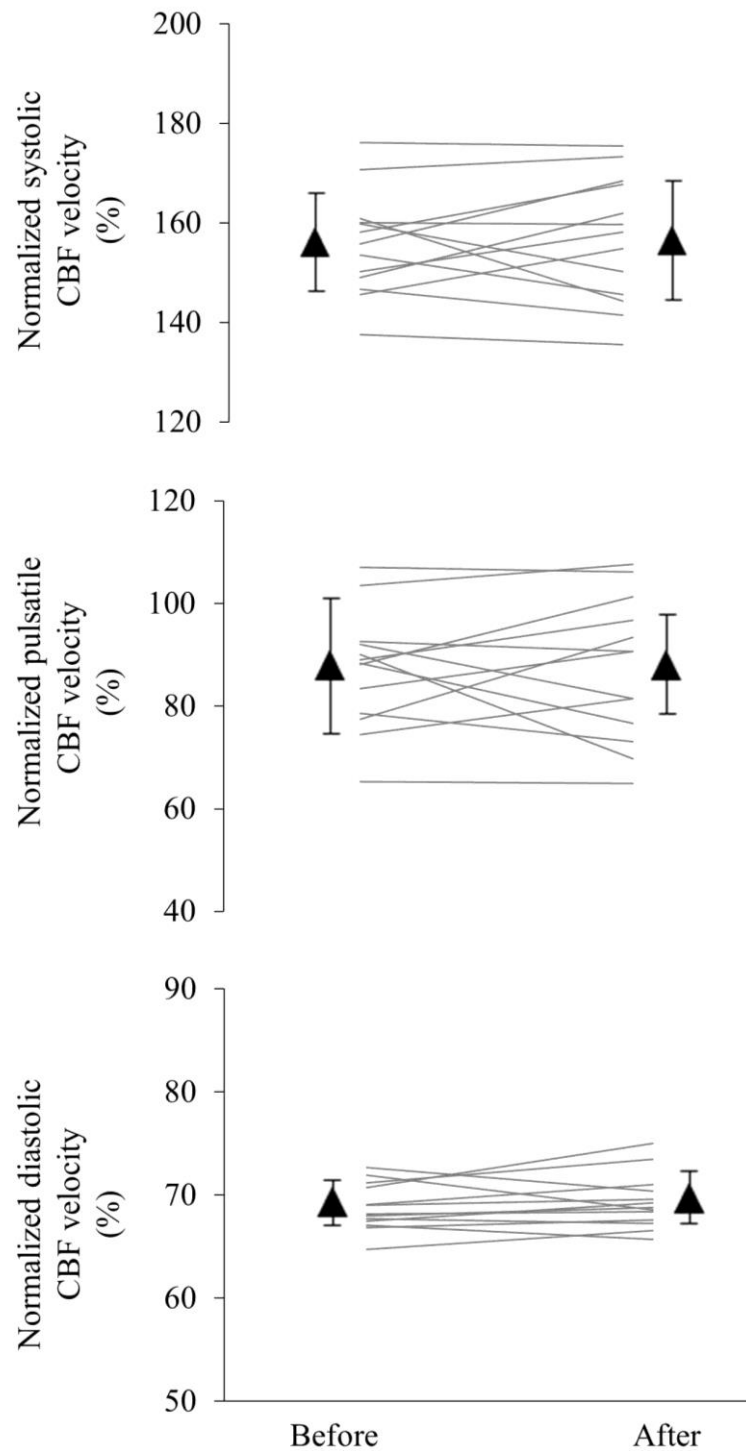 Normalized systolic
CBF velocity
(%)
200
180
160
140
120
Normalized pulsatile
CBF velocity
(%)
120
100
80
60
40
Normalized diastolic
CBF velocity
(%)
90
80
70
60
50
Before After